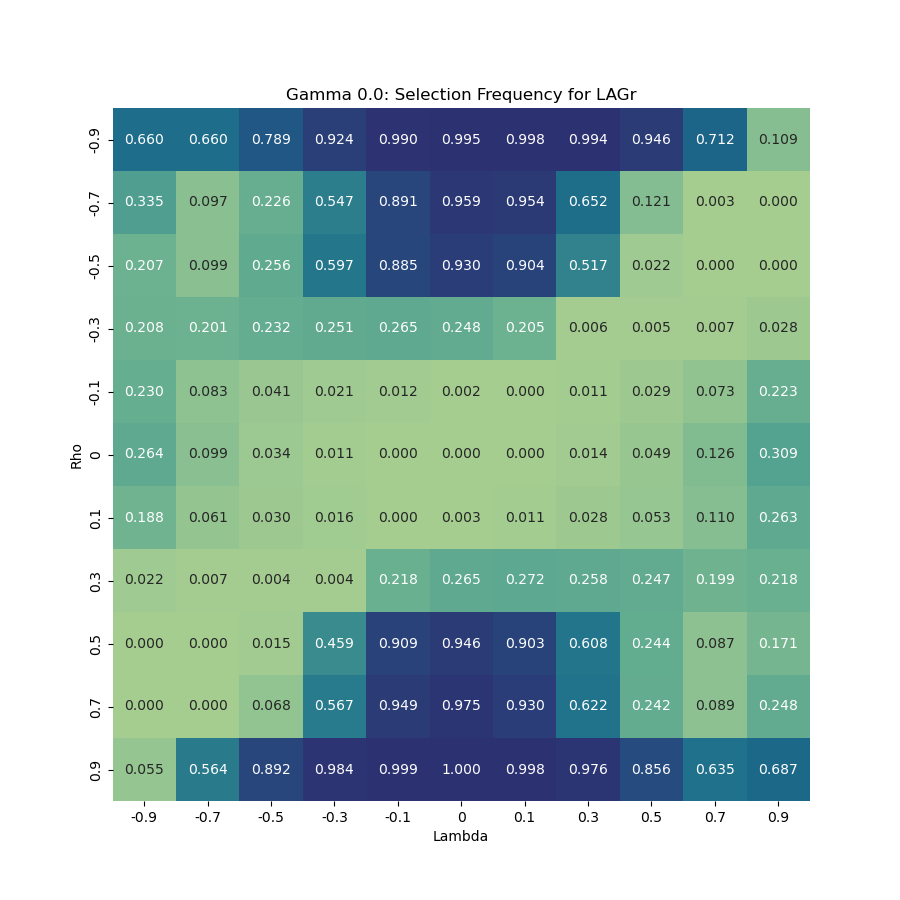 Gamma 0.0: Selection Frequency for LAGr
-0.9 0.660 0.660 0.789 0.924 0.990 0.995 0.998 0.994 0.946 0.712 0.109
-0.7 0.335 0.097 0.226 0.547 0.891 0.959 0.954 0.652 0.121 0.003 0.000
-0.5 0.207 0.099 0.256 0.597 0.885 0.930 0.904 0.517 0.022 0.000 0.000
-0.3 0.208 0.201 0.232 0.251 0.265 0.248 0.205 0.006 0.005 0.007 0.028
-0.1 0.230 0.083 0.041 0.021 0.012 0.002 0.000 0.011 0.029 0.073 0.223
Rho
0 0.264 0.099 0.034 0.011 0.000 0.000 0.000 0.014 0.049 0.126 0.309
0.1 0.188 0.061 0.030 0.016 0.000 0.003 0.011 0.028 0.053 0.110 0.263
0.3 0.022 0.007 0.004 0.004 0.218 0.265 0.272 0.258 0.247 0.199 0.218
0.5 0.000 0.000 0.015 0.459 0.909 0.946 0.903 0.608 0.244 0.087 0.171
0.7 0.000 0.000 0.068 0.567 0.949 0.975 0.930 0.622 0.242 0.089 0.248
0.9 0.055 0.564 0.892 0.984 0.999 1.000 0.998 0.976 0.856 0.635 0.687
-0.9 -0.7 -0.5 -0.3 -0.1 0 0.1 0.3 0.5 0.7 0.9
Lambda